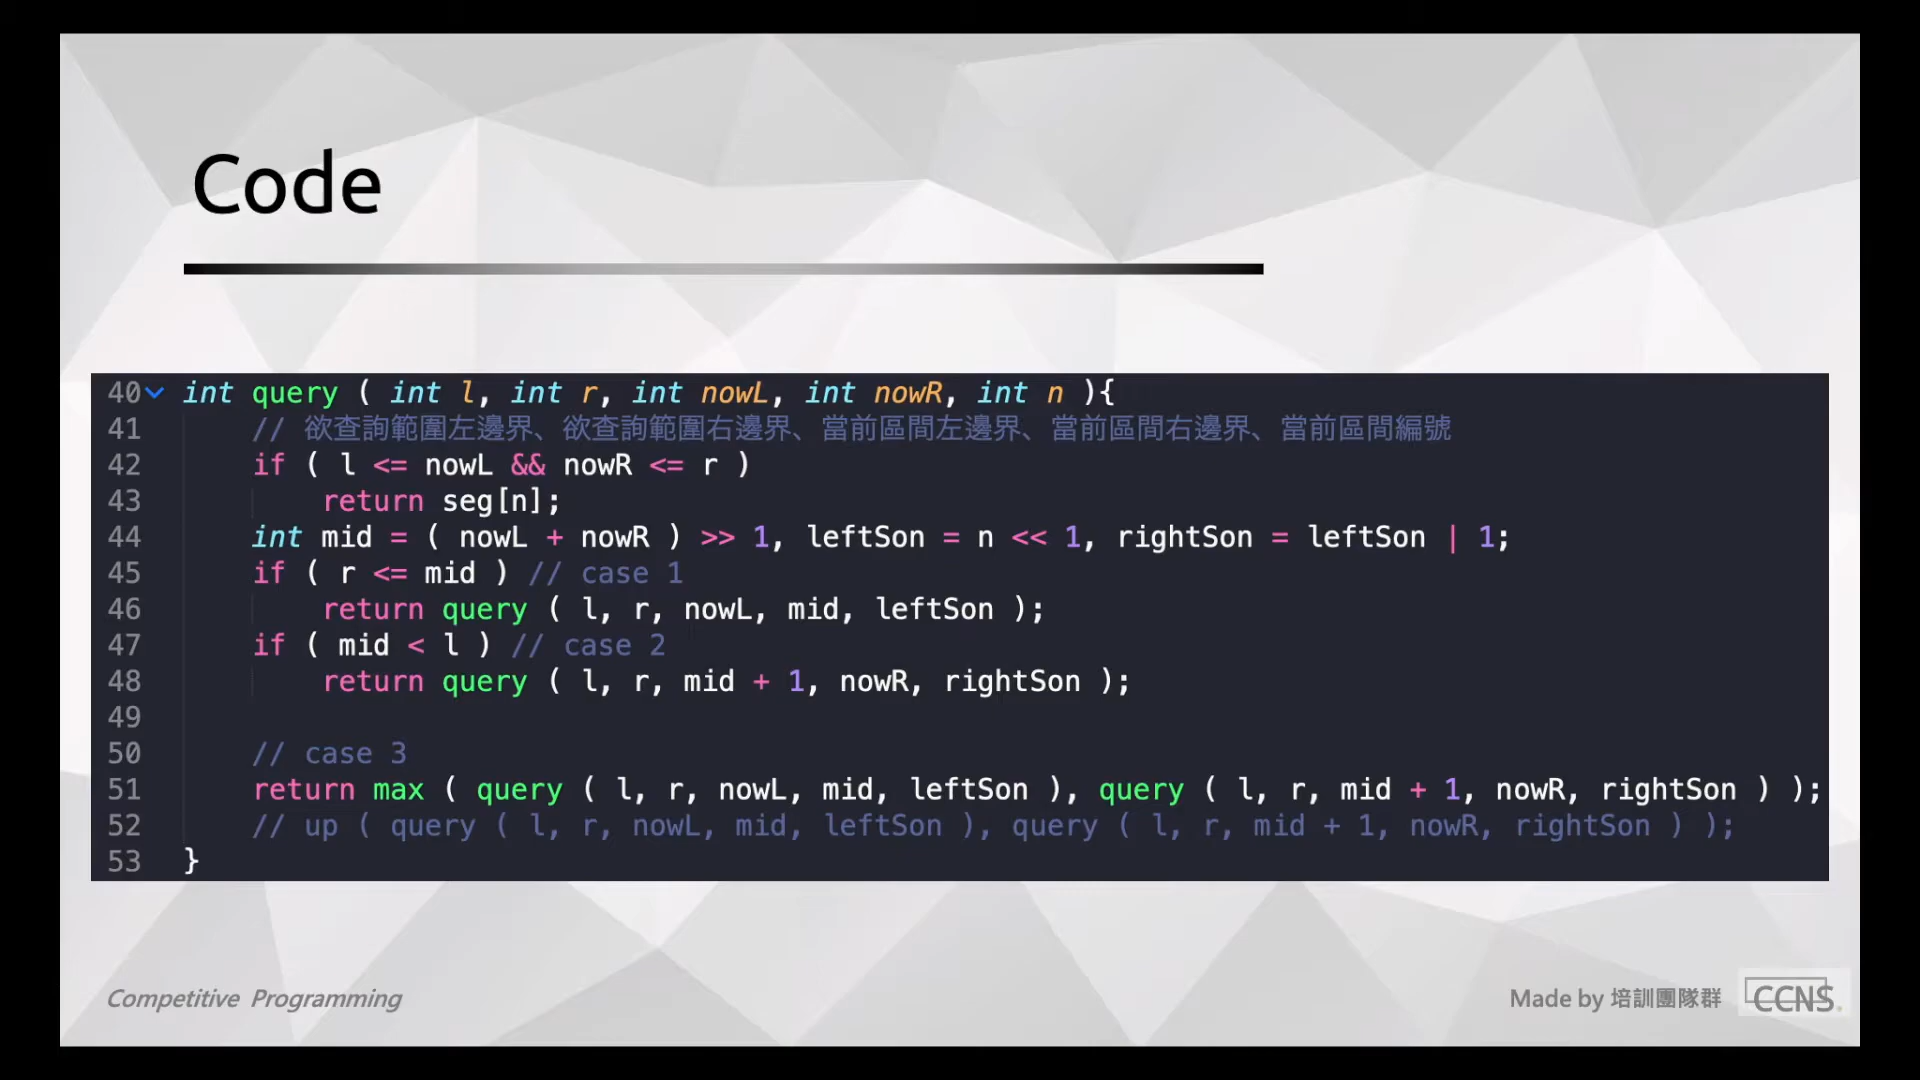 Code
40 int query ( int l, int r, int nowL, int nowR, int n ){
41 // 欲查詢範圍左邊界、欲查詢範圍右邊界、當前區間左邊界、當前區間右邊界、當前區間編號
42 if ( l <= nowL && nowR <= r )
43 return seg[n];
44 int mid = ( nowL + nowR ) >> 1, leftSon = n << 1, rightSon = leftSon | 1;
45 if ( r <= mid ) // case 1
46 return query ( l, r, nowL, mid, leftSon );
47 if ( mid < l ) // case 2
48 return query ( l, r, mid + 1, nowR, rightSon );
49
50 // case 3
51 return max ( query ( l, r, nowL, mid, leftSon ), query ( l, r, mid + 1, nowR, rightSon ) );
52 // up ( query ( l, r, nowL, mid, leftSon ), query ( l, r, mid + 1, nowR, rightSon ) );
53 }
Competitive Programming
Made by 培訓團隊群
CCNS